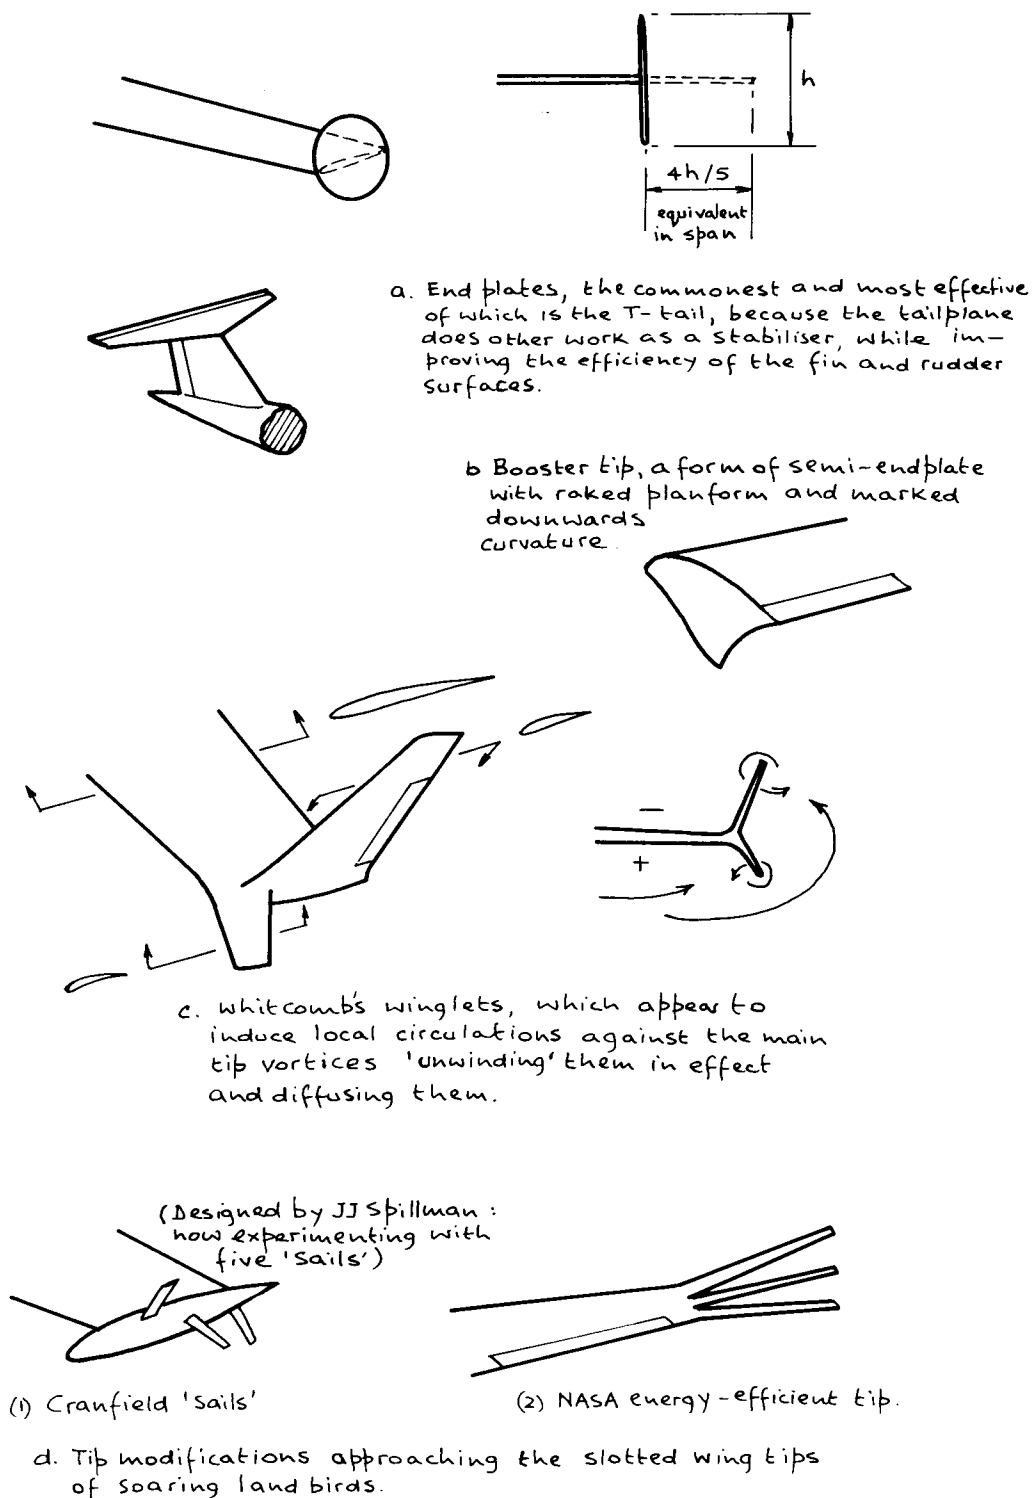 h
4h/5
equivalent
in span
a. End plates, the commonest and most effective
of which is the T-tail, because the tailplane
does other work as a stabiliser, while im-
proving the efficiency of the fin and rudder
surfaces.
b Booster tip, a form of semi-endplate
with raked planform and marked
downwards
curvature.
−
+
c. Whitcomb's winglets, which appear to
induce local circulations against the main
tip vortices 'unwinding' them in effect
and diffusing them.
(Designed by JJ Spillman:
now experimenting with
five 'Sails')
(1) Cranfield 'Sails'
(2) NASA energy-efficient tip.
d. Tip modifications approaching the slotted wing tips
of soaring land birds.